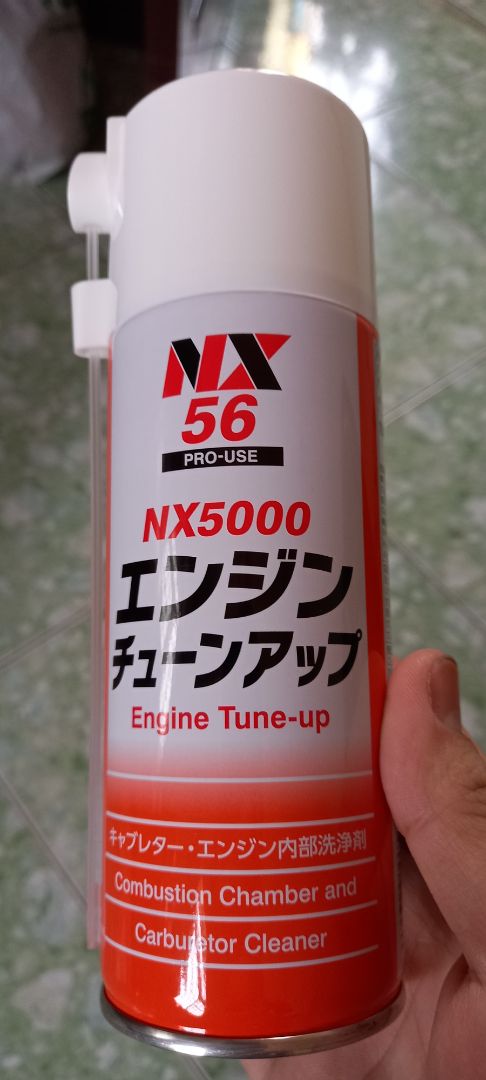 NX
56
PRO-USE
NX5000
エンジン
チューンアップ
Engine Tune-up
キャブレター・エンジン内部洗浄剤
Combustion Chamber and
Carburetor Cleaner